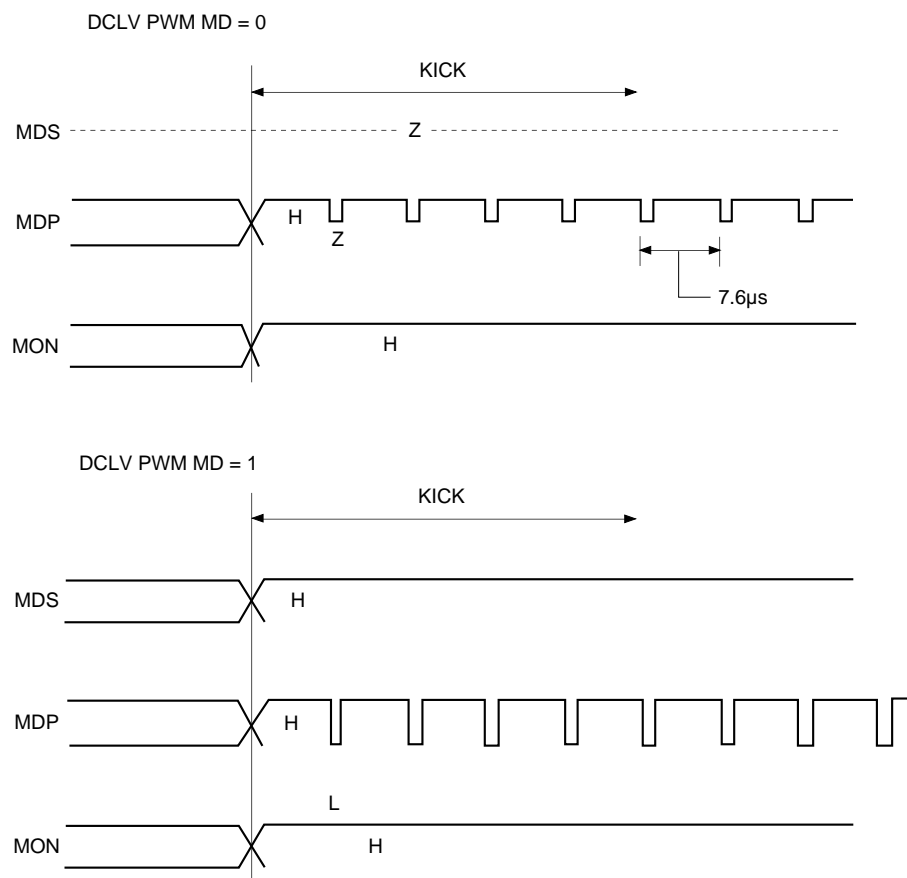 DCLV PWM MD = 0
KICK
MDS
Z
MDP
H
Z
7.6µs
MON
H
DCLV PWM MD = 1
KICK
MDS
H
MDP
H
L
MON
H